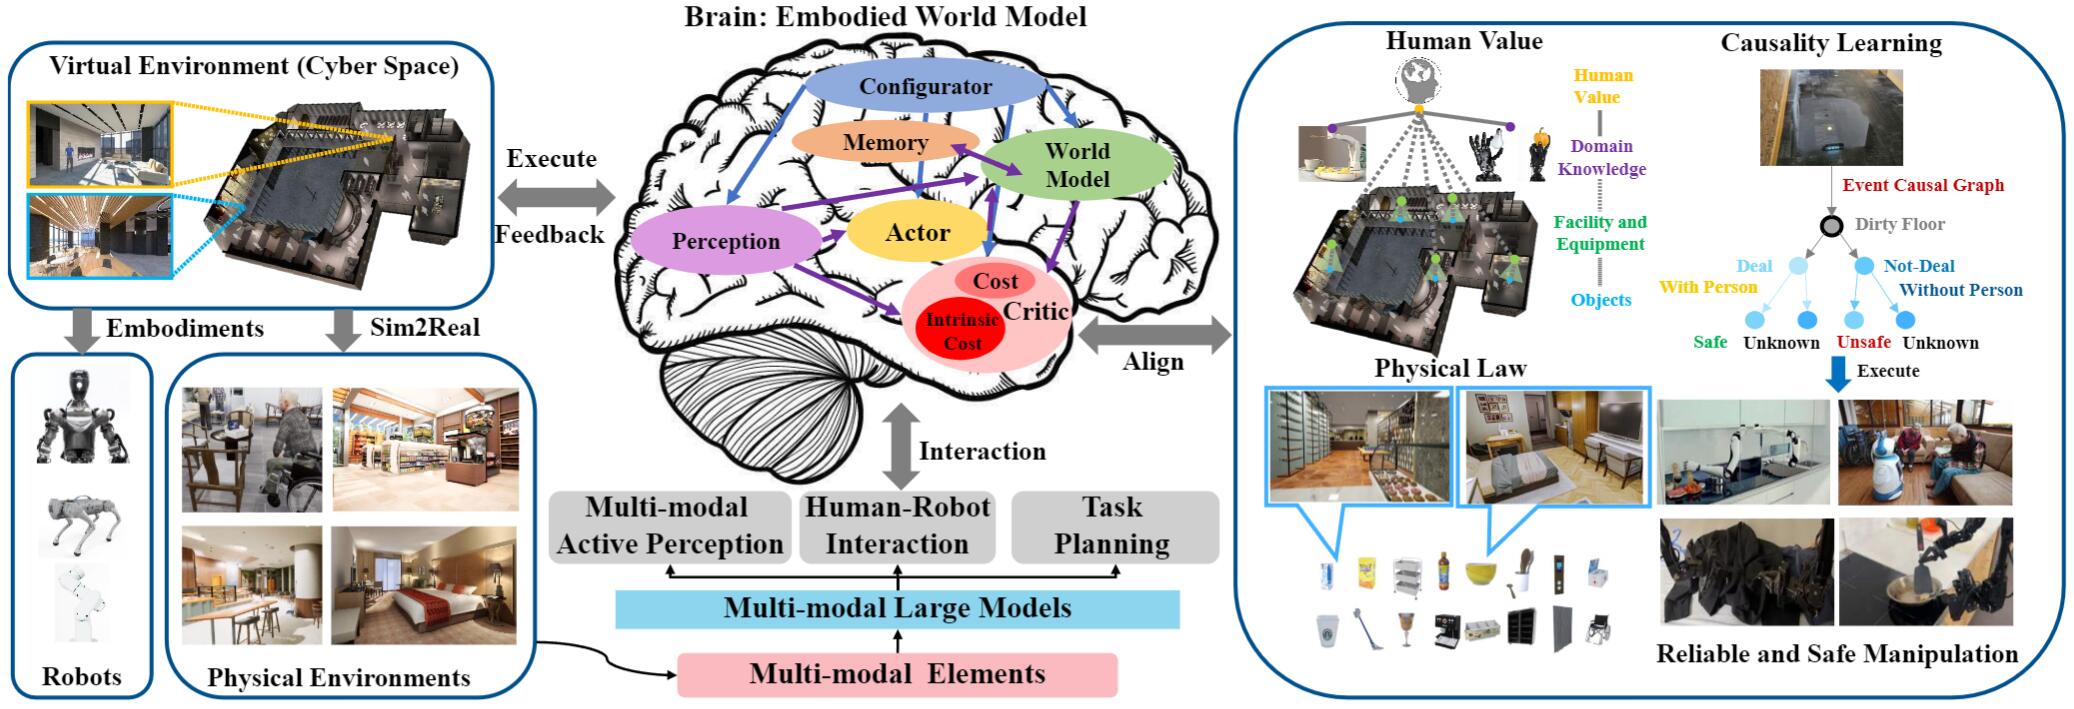 Brain: Embodied World Model
Virtual Environment (Cyber Space)
Execute
Feedback
Embodiments
Sim2Real
Robots
Physical Environments
Configurator
Memory
World
Model
Perception
Actor
Cost
Critic
Intrinsic
Cost
Align
Interaction
Multi-modal
Active Perception
Human-Robot
Interaction
Task
Planning
Multi-modal Large Models
Multi-modal Elements
Human Value
Human
Value
Domain
Knowledge
Facility and
Equipment
Objects
Physical Law
Causality Learning
Event Causal Graph
Dirty Floor
Deal
Not-Deal
With Person
Without Person
Safe
Unknown
Unsafe
Unknown
Execute
Reliable and Safe Manipulation